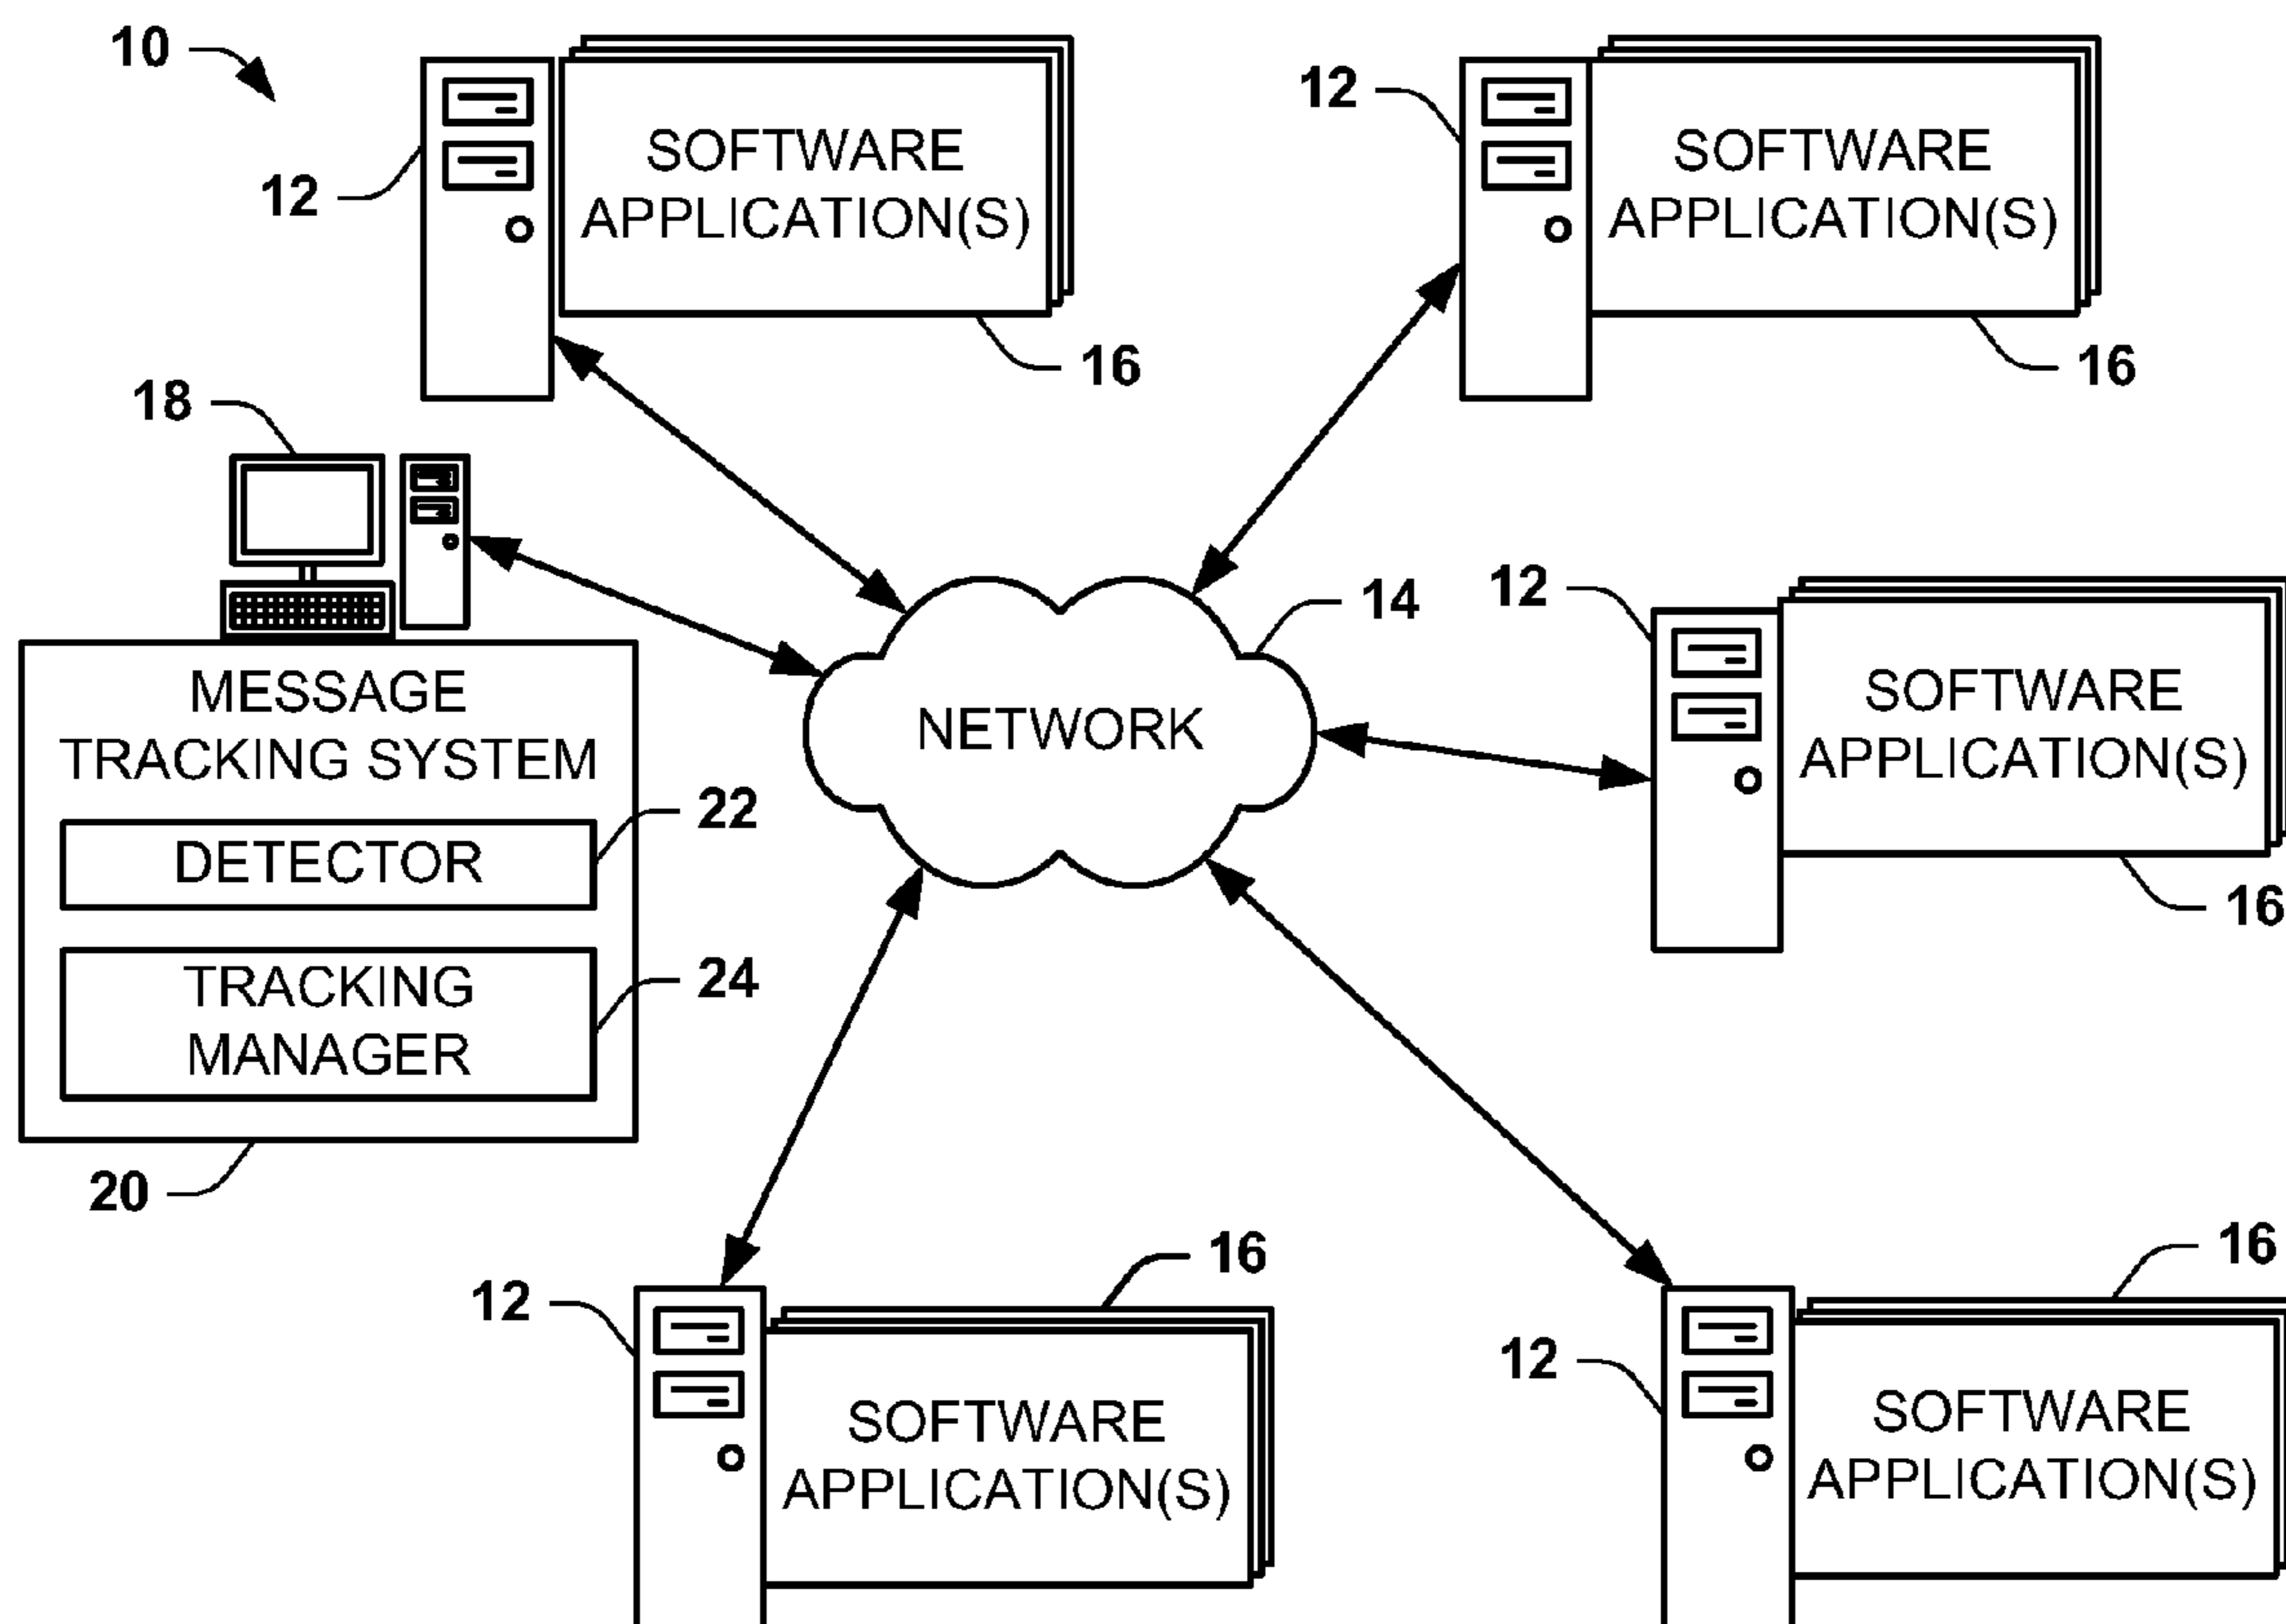 10
12
SOFTWARE
APPLICATION(S)
16
12
SOFTWARE
APPLICATION(S)
16
18
MESSAGE
TRACKING SYSTEM
DETECTOR
22
TRACKING
MANAGER
24
20
NETWORK
14
12
SOFTWARE
APPLICATION(S)
16
12
SOFTWARE
APPLICATION(S)
16
12
SOFTWARE
APPLICATION(S)
16